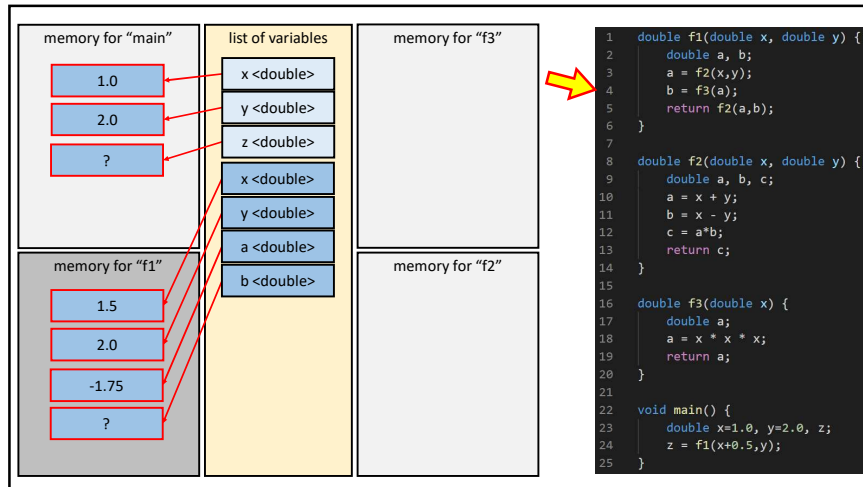 memory for “main”
1.0
2.0
?
list of variables
x <double>
y <double>
z <double>
x <double>
y <double>
a <double>
b <double>
memory for “f3”
memory for “f1”
1.5
2.0
-1.75
?
memory for “f2”
1 double f1(double x, double y) {
2 double a, b;
3 a = f2(x,y);
4 b = f3(a);
5 return f2(a,b);
6 }
7
8 double f2(double x, double y) {
9 double a, b, c;
10 a = x + y;
11 b = x - y;
12 c = a*b;
13 return c;
14 }
15
16 double f3(double x) {
17 double a;
18 a = x * x * x;
19 return a;
20 }
21
22 void main() {
23 double x=1.0, y=2.0, z;
24 z = f1(x+0.5,y);
25 }